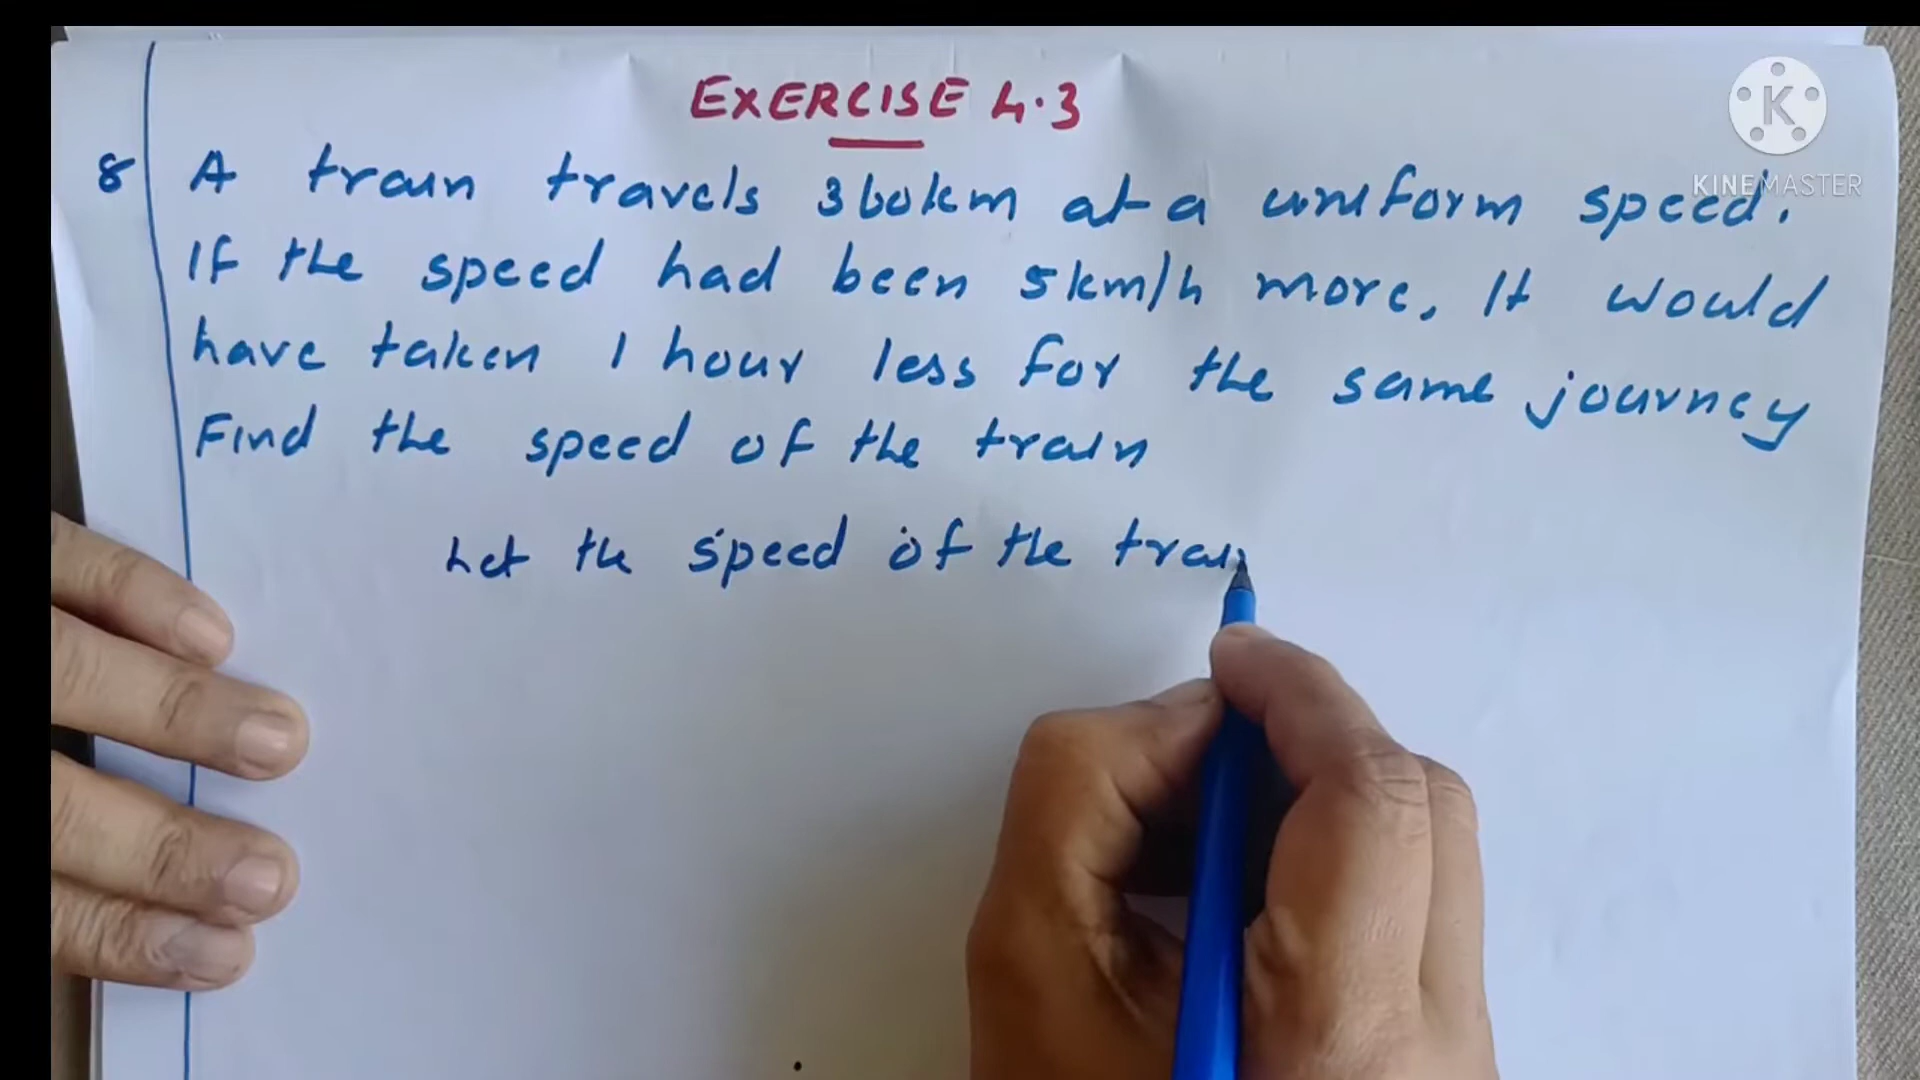 EXERCISE 4.3
KINEMASTER
8 A train travels 360km at a uniform speed.
If the speed had been 5km/h more, It would
have taken 1 hour less for the same journey
Find the speed of the train
Let the speed of the train